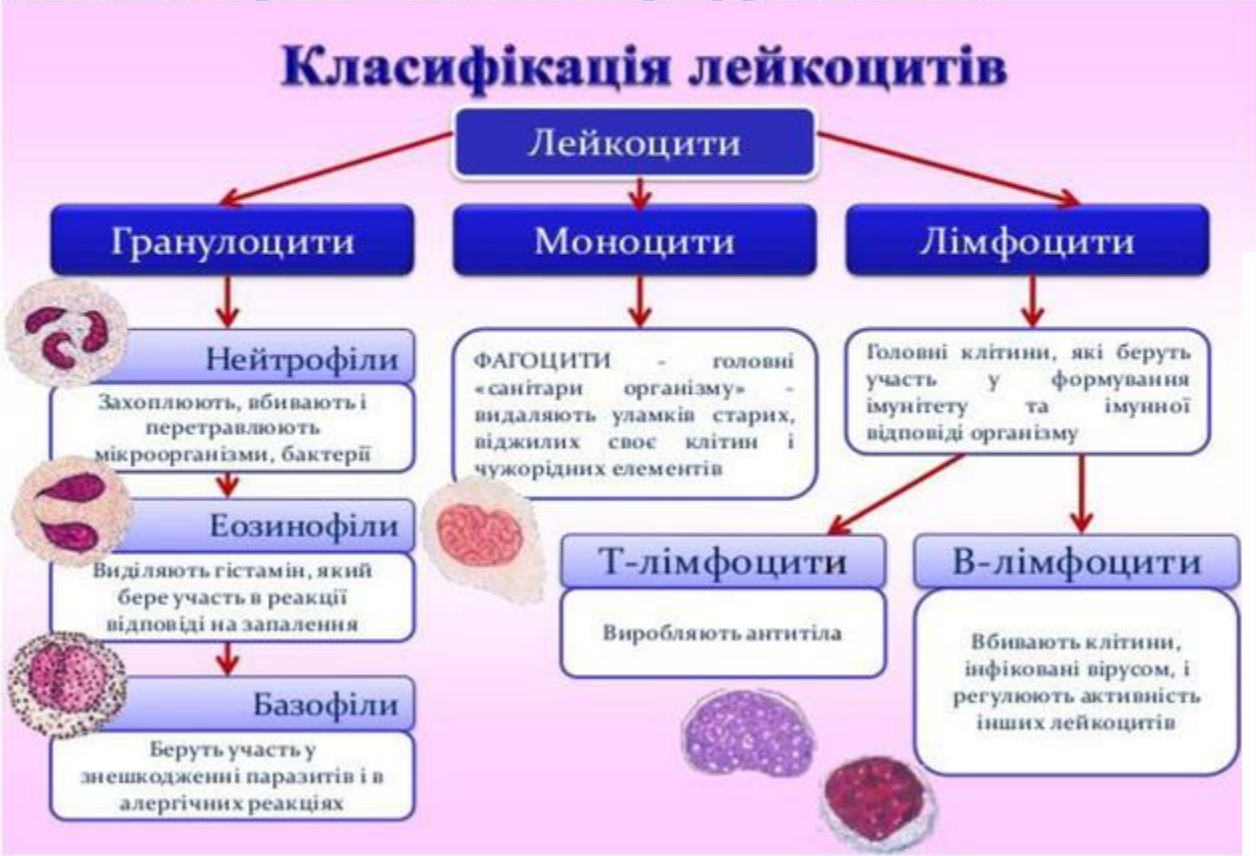 Класифікація лейкоцитів
Лейкоцити
Гранулоцити
Моноцити
Лімфоцити
Нейтрофіли
Захоплюють, вбивають і
перетравлюють
мікроорганізми, бактерії
Еозинофіли
Виділяють гістамін, який
бере участь в реакції
відповіді на запалення
Базофіли
Беруть участь у
знешкодженні паразитів і в
алергічних реакціях
ФАГОЦИТИ - головні
«санітари організму» -
видаляють уламків старих,
віджилих своє клітин і
чужорідних елементів
Головні клітини, які беруть
участь у формування
імунітету та імунної
відповіді організму
Т-лімфоцити
Виробляють антитіла
В-лімфоцити
Вбивають клітини,
інфіковані вірусом, і
регулюють активність
інших лейкоцитів